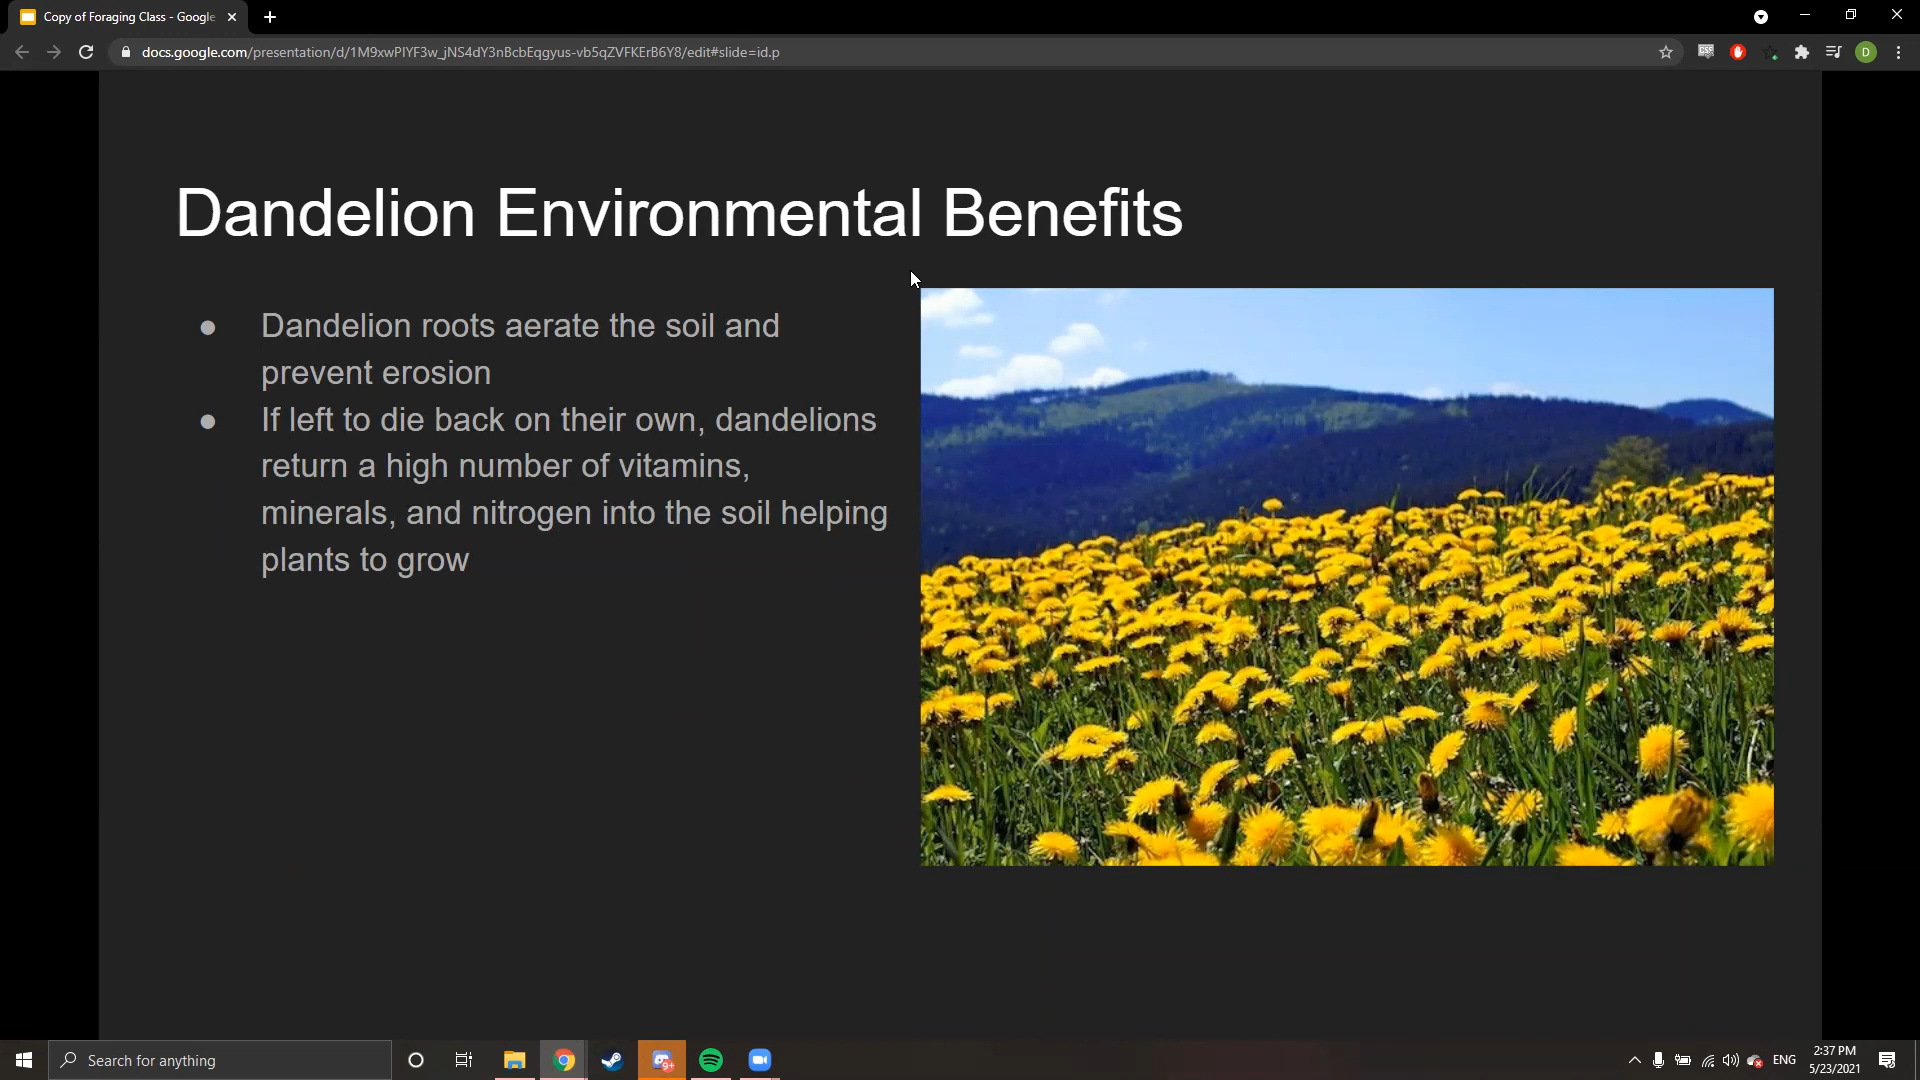 Copy of Foraging Class - Google
docs.google.com/presentation/d/1M9xwPIYF3w_jNS4dY3nBcbEqgyus-vb5qZVFKErB6Y8/edit#slide=id.p
D
Dandelion Environmental Benefits
● Dandelion roots aerate the soil and
prevent erosion
● If left to die back on their own, dandelions
return a high number of vitamins,
minerals, and nitrogen into the soil helping
plants to grow
Search for anything
9+
ENG
2:37 PM
5/23/2021